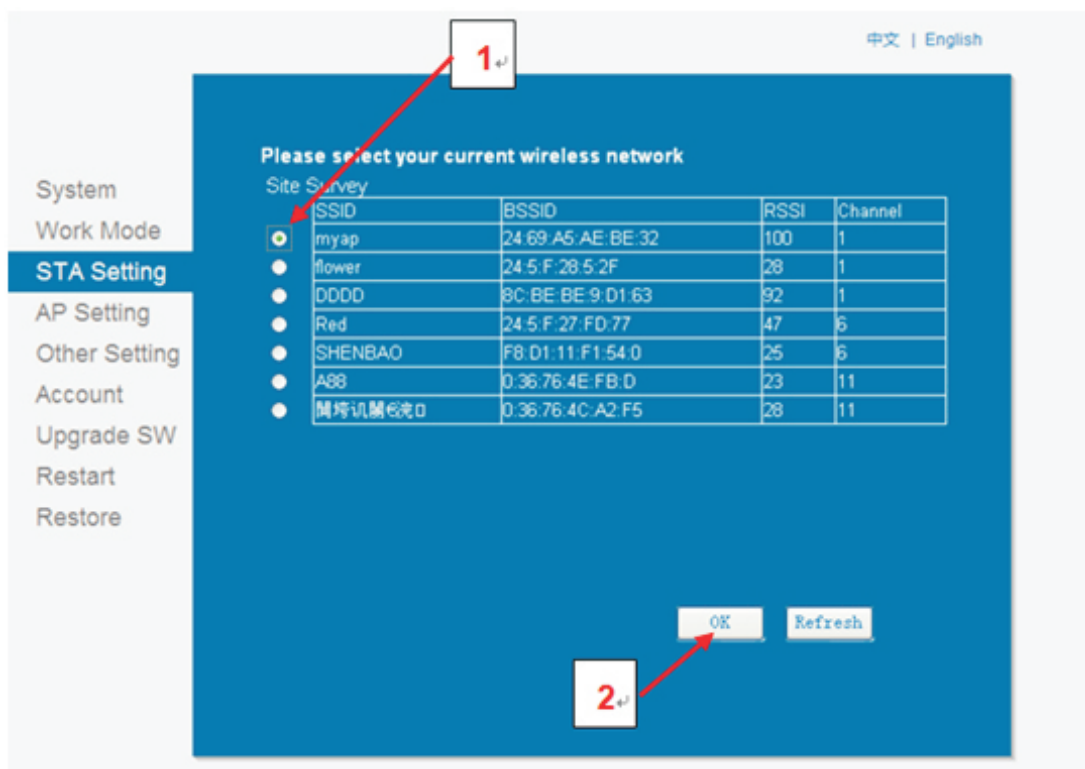 中文 | English
1
Please select your current wireless network
Site Survey
System
Work Mode
STA Setting
AP Setting
Other Setting
Account
Upgrade SW
Restart
Restore
SSID BSSID RSSI Channel
myap 24:69:A5:AE:BE:32 100 1
flower 24:5:F:28:5:2F 28 1
DDDD 8C:BE:BE:9:D1:63 92 1
Red 24:5:F:27:FD:77 47 6
SHENBAO F8:D1:11:F1:54:0 25 6
A88 0:36:76:4E:FB:D 23 11
0:36:76:4C:A2:F5 28 11
OK Refresh
2